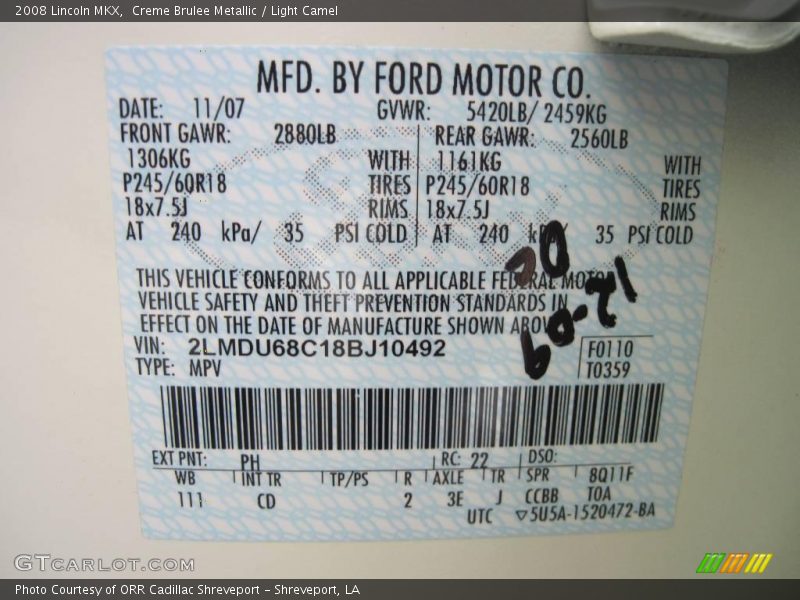 2008 Lincoln MKX, Creme Brulee Metallic / Light Camel
MFD. BY FORD MOTOR CO.
DATE: 11/07 GVWR: 5420LB/ 2459KG
FRONT GAWR: 2880LB REAR GAWR: 2560LB
1306KG WITH 1161KG WITH
P245/60R18 TIRES P245/60R18 TIRES
18x7.5J RIMS 18x7.5J RIMS
AT 240 kPa/ 35 PSI COLD AT 240 kPa/ 35 PSI COLD
THIS VEHICLE CONFORMS TO ALL APPLICABLE FEDERAL MOTOR
VEHICLE SAFETY AND THEFT PREVENTION STANDARDS IN
EFFECT ON THE DATE OF MANUFACTURE SHOWN ABOVE
VIN: 2LMDU68C18BJ10492
TYPE: MPV
F0110
T0359
EXT PNT: PH RC: 22 DSO:
WB INT TR TP/PS R AXLE TR SPR 8Q11F
111 CD 2 3E J CCBB TOA
UTC ▽5U5A-1520472-BA
GTCARLOT.COM
Photo Courtesy of ORR Cadillac Shreveport - Shreveport, LA